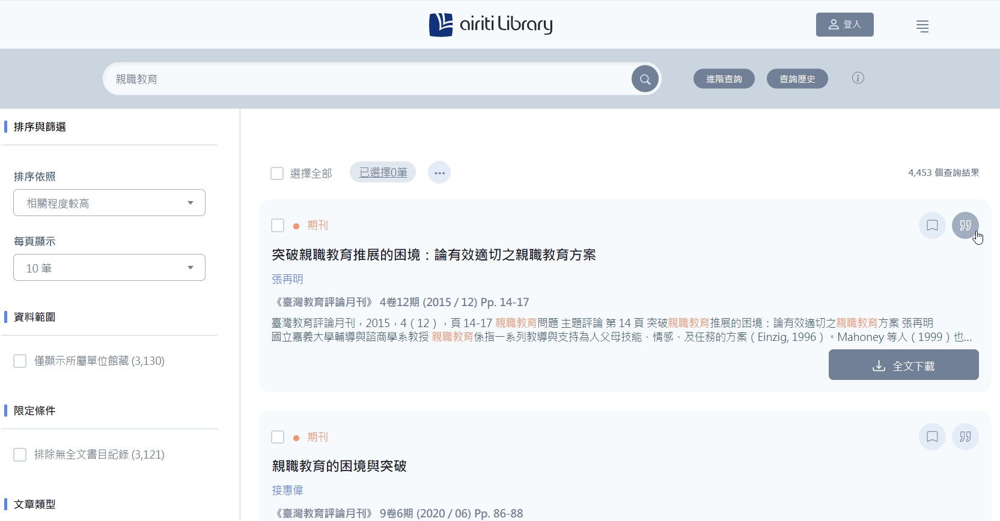 airiti Library
登入
親職教育
進階查詢
查詢歷史
排序與篩選
排序依照
相關程度較高
每頁顯示
10 筆
資料範圍
僅顯示所屬單位館藏 (3,130)
限定條件
排除無全文書目紀錄 (3,121)
文章類型
選擇全部
已選擇0筆
4,453 個查詢結果
期刊
突破親職教育推展的困境：論有效適切之親職教育方案
張再明
《臺灣教育評論月刊》 4卷12期 (2015 / 12) Pp. 14-17
臺灣教育評論月刊，2015，4（12），頁 14-17 親職教育問題 主題評論 第 14 頁 突破親職教育推展的困境：論有效適切之親職教育方案 張再明
國立嘉義大學輔導與諮商學系教授 親職教育係指一系列教導與支持為人父母技能、情感、及任務的方案（Einzig, 1996）。Mahoney 等人（1999）也...
全文下載
期刊
親職教育的困境與突破
接惠偉
《臺灣教育評論月刊》 9卷6期 (2020 / 06) Pp. 86-88